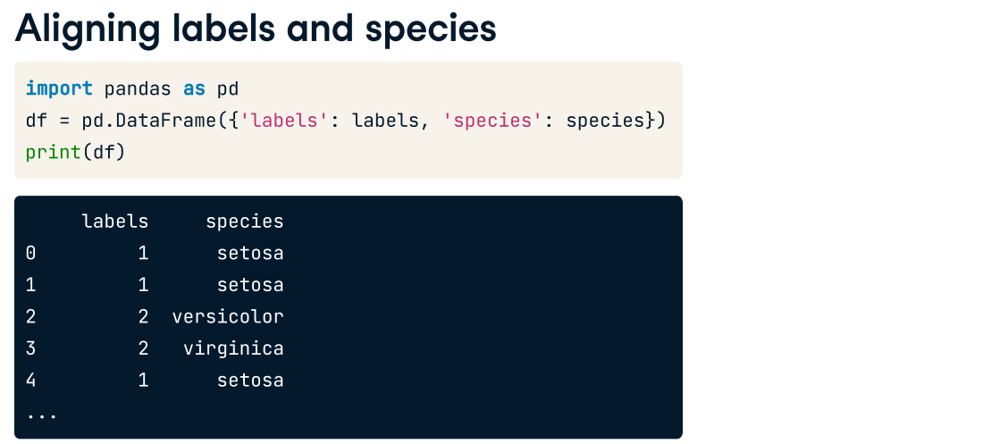 Aligning labels and species
import pandas as pd
df = pd.DataFrame({'labels': labels, 'species': species})
print(df)
labels species
0 1 setosa
1 1 setosa
2 2 versicolor
3 2 virginica
4 1 setosa
...